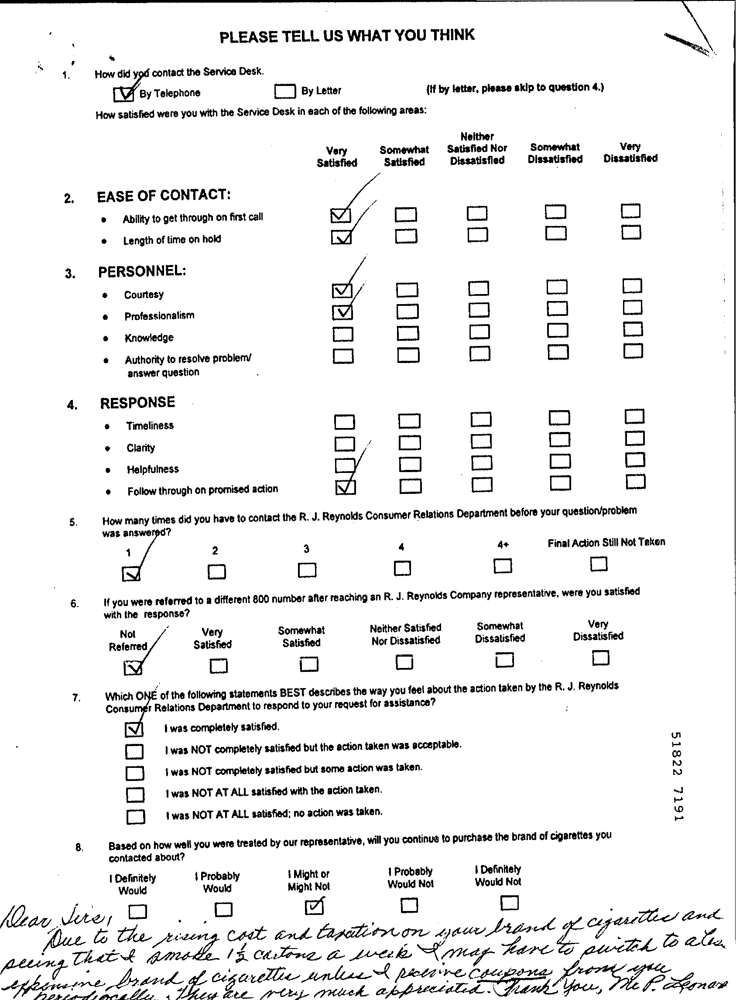 PLEASE TELL US WHAT YOU THINK
1. How did you contact the Service Desk.
By Telephone By Letter (If by letter, please skip to question 4.)
How satisfied were you with the Service Desk in each of the following areas:
Very Satisfied Somewhat Satisfied Neither Satisfied Nor Dissatisfied Somewhat Dissatisfied Very Dissatisfied
2. EASE OF CONTACT:
• Ability to get through on first call
• Length of time on hold
3. PERSONNEL:
• Courtesy
• Professionalism
• Knowledge
• Authority to resolve problem/
answer question
4. RESPONSE
• Timeliness
• Clarity
• Helpfulness
• Follow through on promised action
5. How many times did you have to contact the R. J. Reynolds Consumer Relations Department before your question/problem
was answered?
1 2 3 4 4+ Final Action Still Not Taken
6. If you were referred to a different 800 number after reaching an R. J. Reynolds Company representative, were you satisfied
with the response?
Not Referred Very Satisfied Somewhat Satisfied Neither Satisfied Nor Dissatisfied Somewhat Dissatisfied Very Dissatisfied
7. Which ONE of the following statements BEST describes the way you feel about the action taken by the R. J. Reynolds
Consumer Relations Department to respond to your request for assistance?
I was completely satisfied.
I was NOT completely satisfied but the action taken was acceptable.
I was NOT completely satisfied but some action was taken.
I was NOT AT ALL satisfied with the action taken.
I was NOT AT ALL satisfied; no action was taken.
51822 7191
8. Based on how well you were treated by our representative, will you continue to purchase the brand of cigarettes you
contacted about?
I Definitely Would I Probably Would I Might or Might Not I Probably Would Not I Definitely Would Not
Dear Sirs,
Due to the rising cost and taxation on your brand of cigarettes and
seeing that I smoke 1½ cartons a week I may have to swited to a less
expensive brand of cigarettes unless I receive coupons from you
periodically. They are very much appreciated. Thank You, P. Leonar